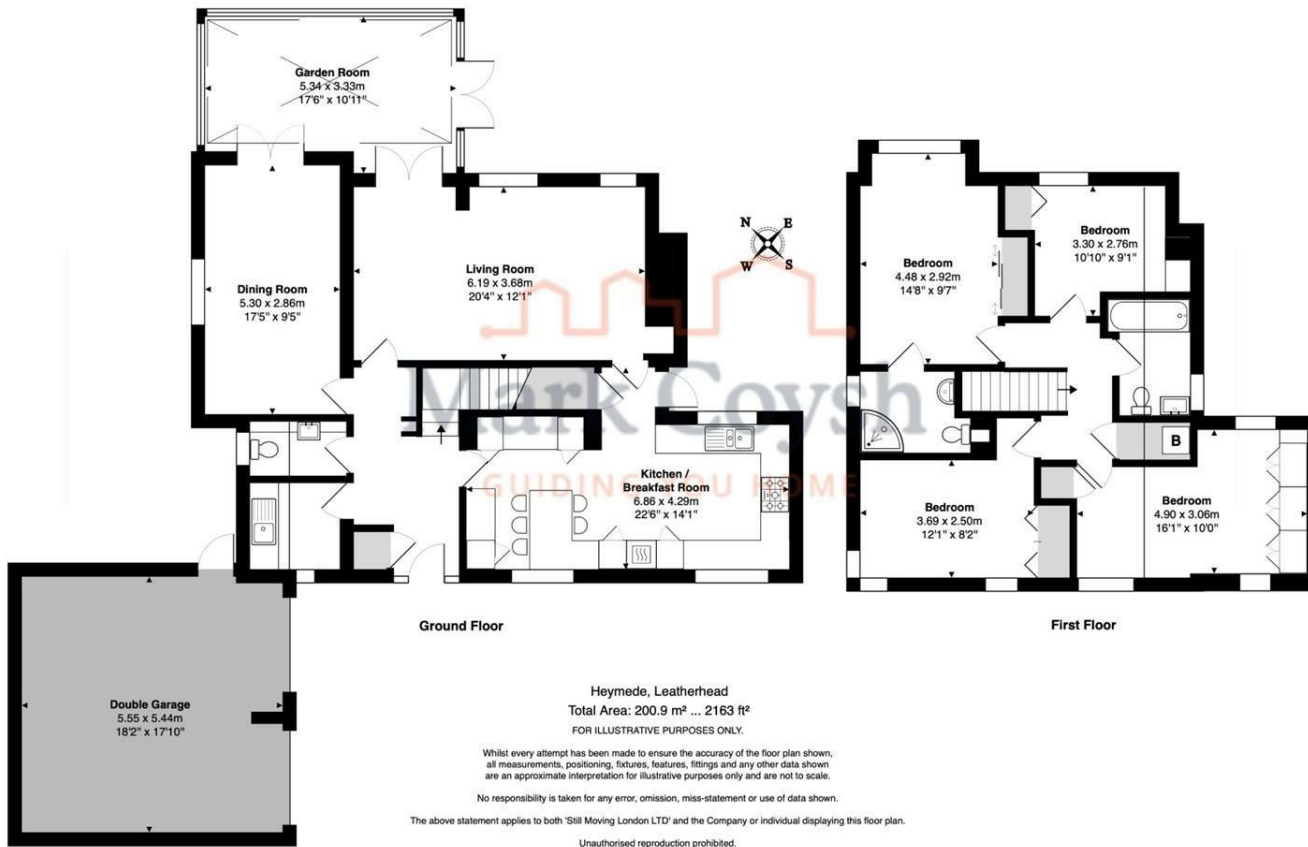 Garden Room
5.34 x 3.33m
17'6" x 10'11"
Dining Room
5.30 x 2.86m
17'5" x 9'5"
Living Room
6.19 x 3.68m
20'4" x 12'1"
N E
W S
Bedroom
4.48 x 2.92m
14'8" x 9'7"
Bedroom
3.30 x 2.76m
10'10" x 9'1"
Mark Coysh
GUIDING YOU HOME
Kitchen /
Breakfast Room
6.86 x 4.29m
22'6" x 14'1"
B
Bedroom
3.69 x 2.50m
12'1" x 8'2"
Bedroom
4.90 x 3.06m
16'1" x 10'0"
Double Garage
5.55 x 5.44m
18'2" x 17'10"
Ground Floor
First Floor
Heymede, Leatherhead
Total Area: 200.9 m² ... 2163 ft²
FOR ILLUSTRATIVE PURPOSES ONLY.
Whilst every attempt has been made to ensure the accuracy of the floor plan shown,
all measurements, positioning, fixtures, features, fittings and any other data shown
are an approximate interpretation for illustrative purposes only and are not to scale.
No responsibility is taken for any error, omission, miss-statement or use of data shown.
The above statement applies to both 'Still Moving London LTD' and the Company or individual displaying this floor plan.
Unauthorised reproduction prohibited.